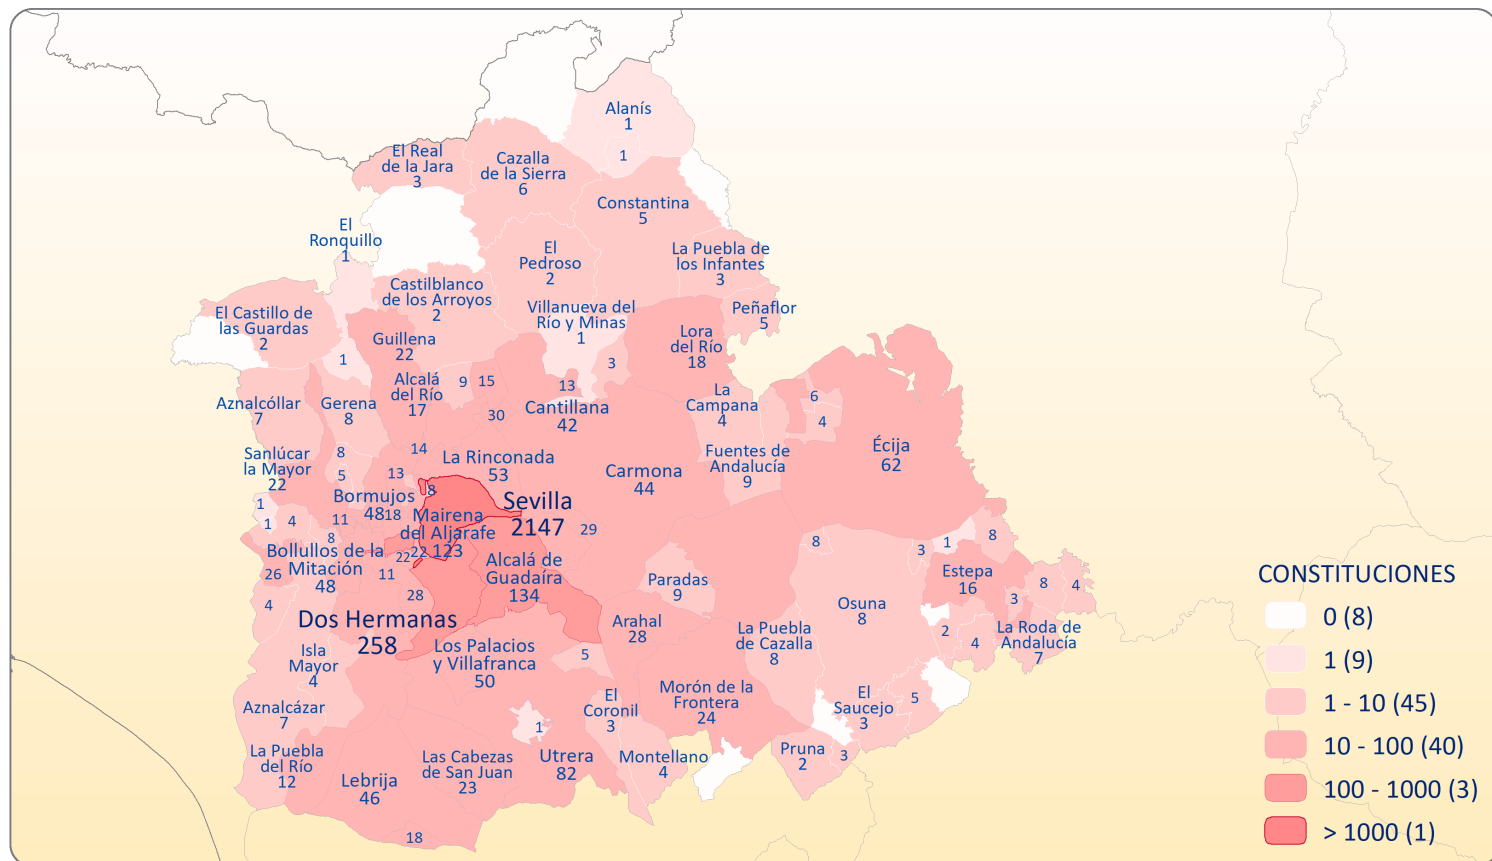 Alanís
1
1
El Real
de la Jara
3
Cazalla
de la Sierra
6
Constantina
5
El
Ronquillo
1
El
Pedroso
2
La Puebla de
los Infantes
3
Castilblanco
de los Arroyos
2
Villanueva del
Río y Minas
1
Peñaflor
5
El Castillo de
las Guardas
2
Guillena
22
Lora
del Río
18
1
3
Alcalá
del Río
17
9
15
13
Aznalcóllar
7
Gerena
8
30
Cantillana
42
La
Campana
4
6
4
Écija
62
Sanlúcar
la Mayor
22
8
14
La Rinconada
53
Fuentes de
Andalucía
9
Carmona
44
5
13
8
Bormujos
48
18
Sevilla
2147
1
1
4
11
8
Mairena
del Aljarafe
123
29
8
3
1
8
Bollullos de la
Mitación
48
22
22
11
26
Alcalá de
Guadaíra
134
Paradas
9
Estepa
16
8
4
3
4
28
Osuna
8
Dos Hermanas
258
Arahal
28
La Puebla
de Cazalla
8
2
4
La Roda de
Andalucía
7
Isla
Mayor
4
Los Palacios
y Villafranca
50
5
Morón de la
Frontera
24
El
Saucejo
3
5
Aznalcázar
7
El
Coronil
3
1
La Puebla
del Río
12
Las Cabezas
de San Juan
23
Utrera
82
Montellano
4
Pruna
2
3
Lebrija
46
18
CONSTITUCIONES
0 (8)
1 (9)
1 - 10 (45)
10 - 100 (40)
100 - 1000 (3)
> 1000 (1)